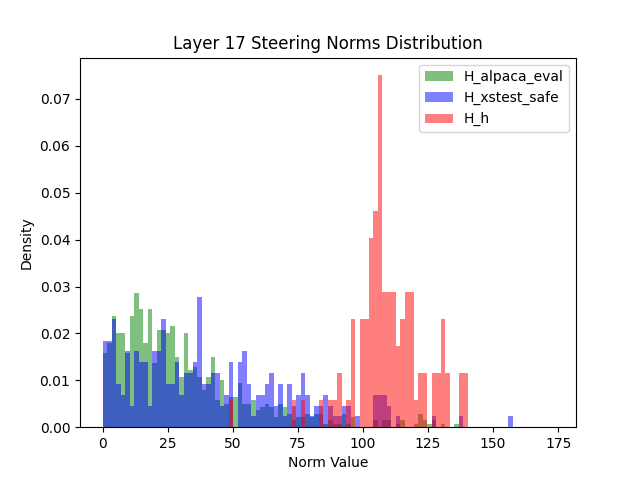 Layer 17 Steering Norms Distribution
H_alpaca_eval
H_xstest_safe
H_h
0.07
0.06
0.05
0.04
0.03
0.02
0.01
0.00
Density
0 25 50 75 100 125 150 175
Norm Value